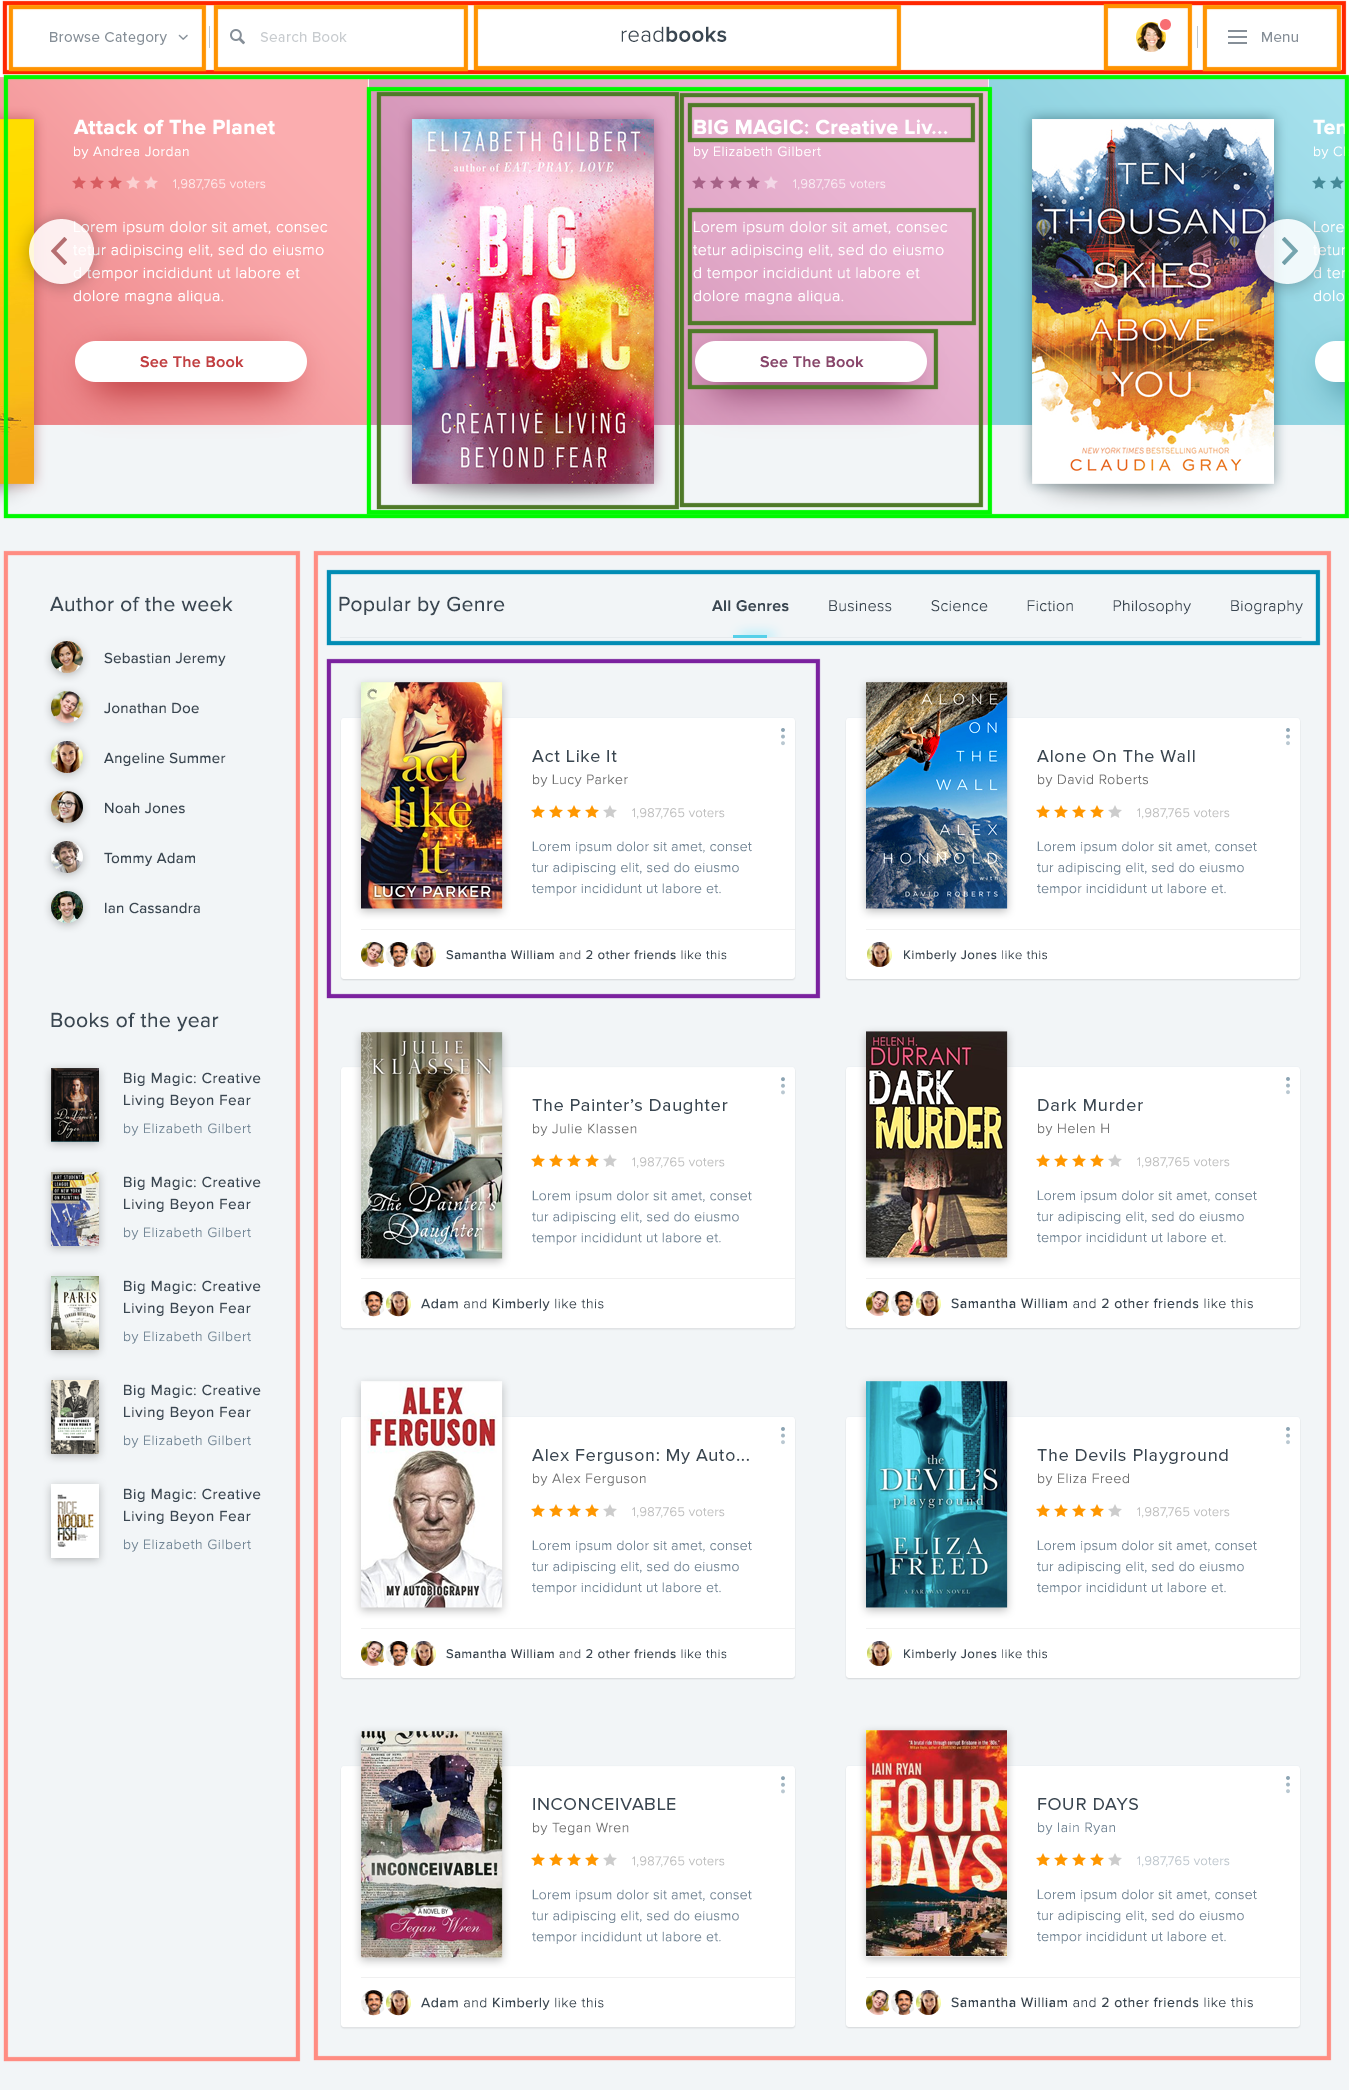 Browse Category
Search Book
readbooks
Menu
Attack of The Planet
by Andrea Jordan
1,987,765 voters
Lorem ipsum dolor sit amet, consec
tetur adipiscing elit, sed do eiusmo
d tempor incididunt ut labore et
dolore magna aliqua.
See The Book
ELIZABETH GILBERT
author of EAT, PRAY, LOVE
BIG
MAGIC
CREATIVE LIVING
BEYOND FEAR
BIG MAGIC: Creative Liv...
by Elizabeth Gilbert
1,987,765 voters
Lorem ipsum dolor sit amet, consec
tetur adipiscing elit, sed do eiusmo
d tempor incididunt ut labore et
dolore magna aliqua.
See The Book
TEN
THOUSAND
SKIES
ABOVE
YOU
NEW YORK TIMES BESTSELLING AUTHOR
CLAUDIA GRAY
Ten
by C
Lore
tetur
d ter
dolo
Author of the week
Sebastian Jeremy
Jonathan Doe
Angeline Summer
Noah Jones
Tommy Adam
Ian Cassandra
Books of the year
Big Magic: Creative
Living Beyon Fear
by Elizabeth Gilbert
Big Magic: Creative
Living Beyon Fear
by Elizabeth Gilbert
PARIS
Big Magic: Creative
Living Beyon Fear
by Elizabeth Gilbert
Big Magic: Creative
Living Beyon Fear
by Elizabeth Gilbert
RICE
NOODLE
FISH
Big Magic: Creative
Living Beyon Fear
by Elizabeth Gilbert
Popular by Genre
All Genres
Business
Science
Fiction
Philosophy
Biography
act
like
it
LUCY PARKER
Act Like It
by Lucy Parker
1,987,765 voters
Lorem ipsum dolor sit amet, conset
tur adipiscing elit, sed do eiusmo
tempor incididunt ut labore et.
Samantha William and 2 other friends like this
ALONE
ON
THE
WALL
ALEX
HONNOLD
with
DAVID ROBERTS
Alone On The Wall
by David Roberts
1,987,765 voters
Lorem ipsum dolor sit amet, conset
tur adipiscing elit, sed do eiusmo
tempor incididunt ut labore et.
Kimberly Jones like this
JULIE
KLASSEN
The Painter's
Daughter
The Painter’s Daughter
by Julie Klassen
1,987,765 voters
Lorem ipsum dolor sit amet, conset
tur adipiscing elit, sed do eiusmo
tempor incididunt ut labore et.
Adam and Kimberly like this
HELEN H.
DURRANT
DARK
MURDER
Dark Murder
by Helen H
1,987,765 voters
Lorem ipsum dolor sit amet, conset
tur adipiscing elit, sed do eiusmo
tempor incididunt ut labore et.
Samantha William and 2 other friends like this
ALEX
FERGUSON
MY AUTOBIOGRAPHY
Alex Ferguson: My Auto...
by Alex Ferguson
1,987,765 voters
Lorem ipsum dolor sit amet, conset
tur adipiscing elit, sed do eiusmo
tempor incididunt ut labore et.
Samantha William and 2 other friends like this
the
DEVIL'S
playground
ELIZA
FREED
A FARAWAY NOVEL
The Devils Playground
by Eliza Freed
1,987,765 voters
Lorem ipsum dolor sit amet, conset
tur adipiscing elit, sed do eiusmo
tempor incididunt ut labore et.
Kimberly Jones like this
INCONCEIVABLE!
A NOVEL BY
Tegan Wren
INCONCEIVABLE
by Tegan Wren
1,987,765 voters
Lorem ipsum dolor sit amet, conset
tur adipiscing elit, sed do eiusmo
tempor incididunt ut labore et.
Adam and Kimberly like this
IAIN RYAN
FOUR
DAYS
FOUR DAYS
by Iain Ryan
1,987,765 voters
Lorem ipsum dolor sit amet, conset
tur adipiscing elit, sed do eiusmo
tempor incididunt ut labore et.
Samantha William and 2 other friends like this